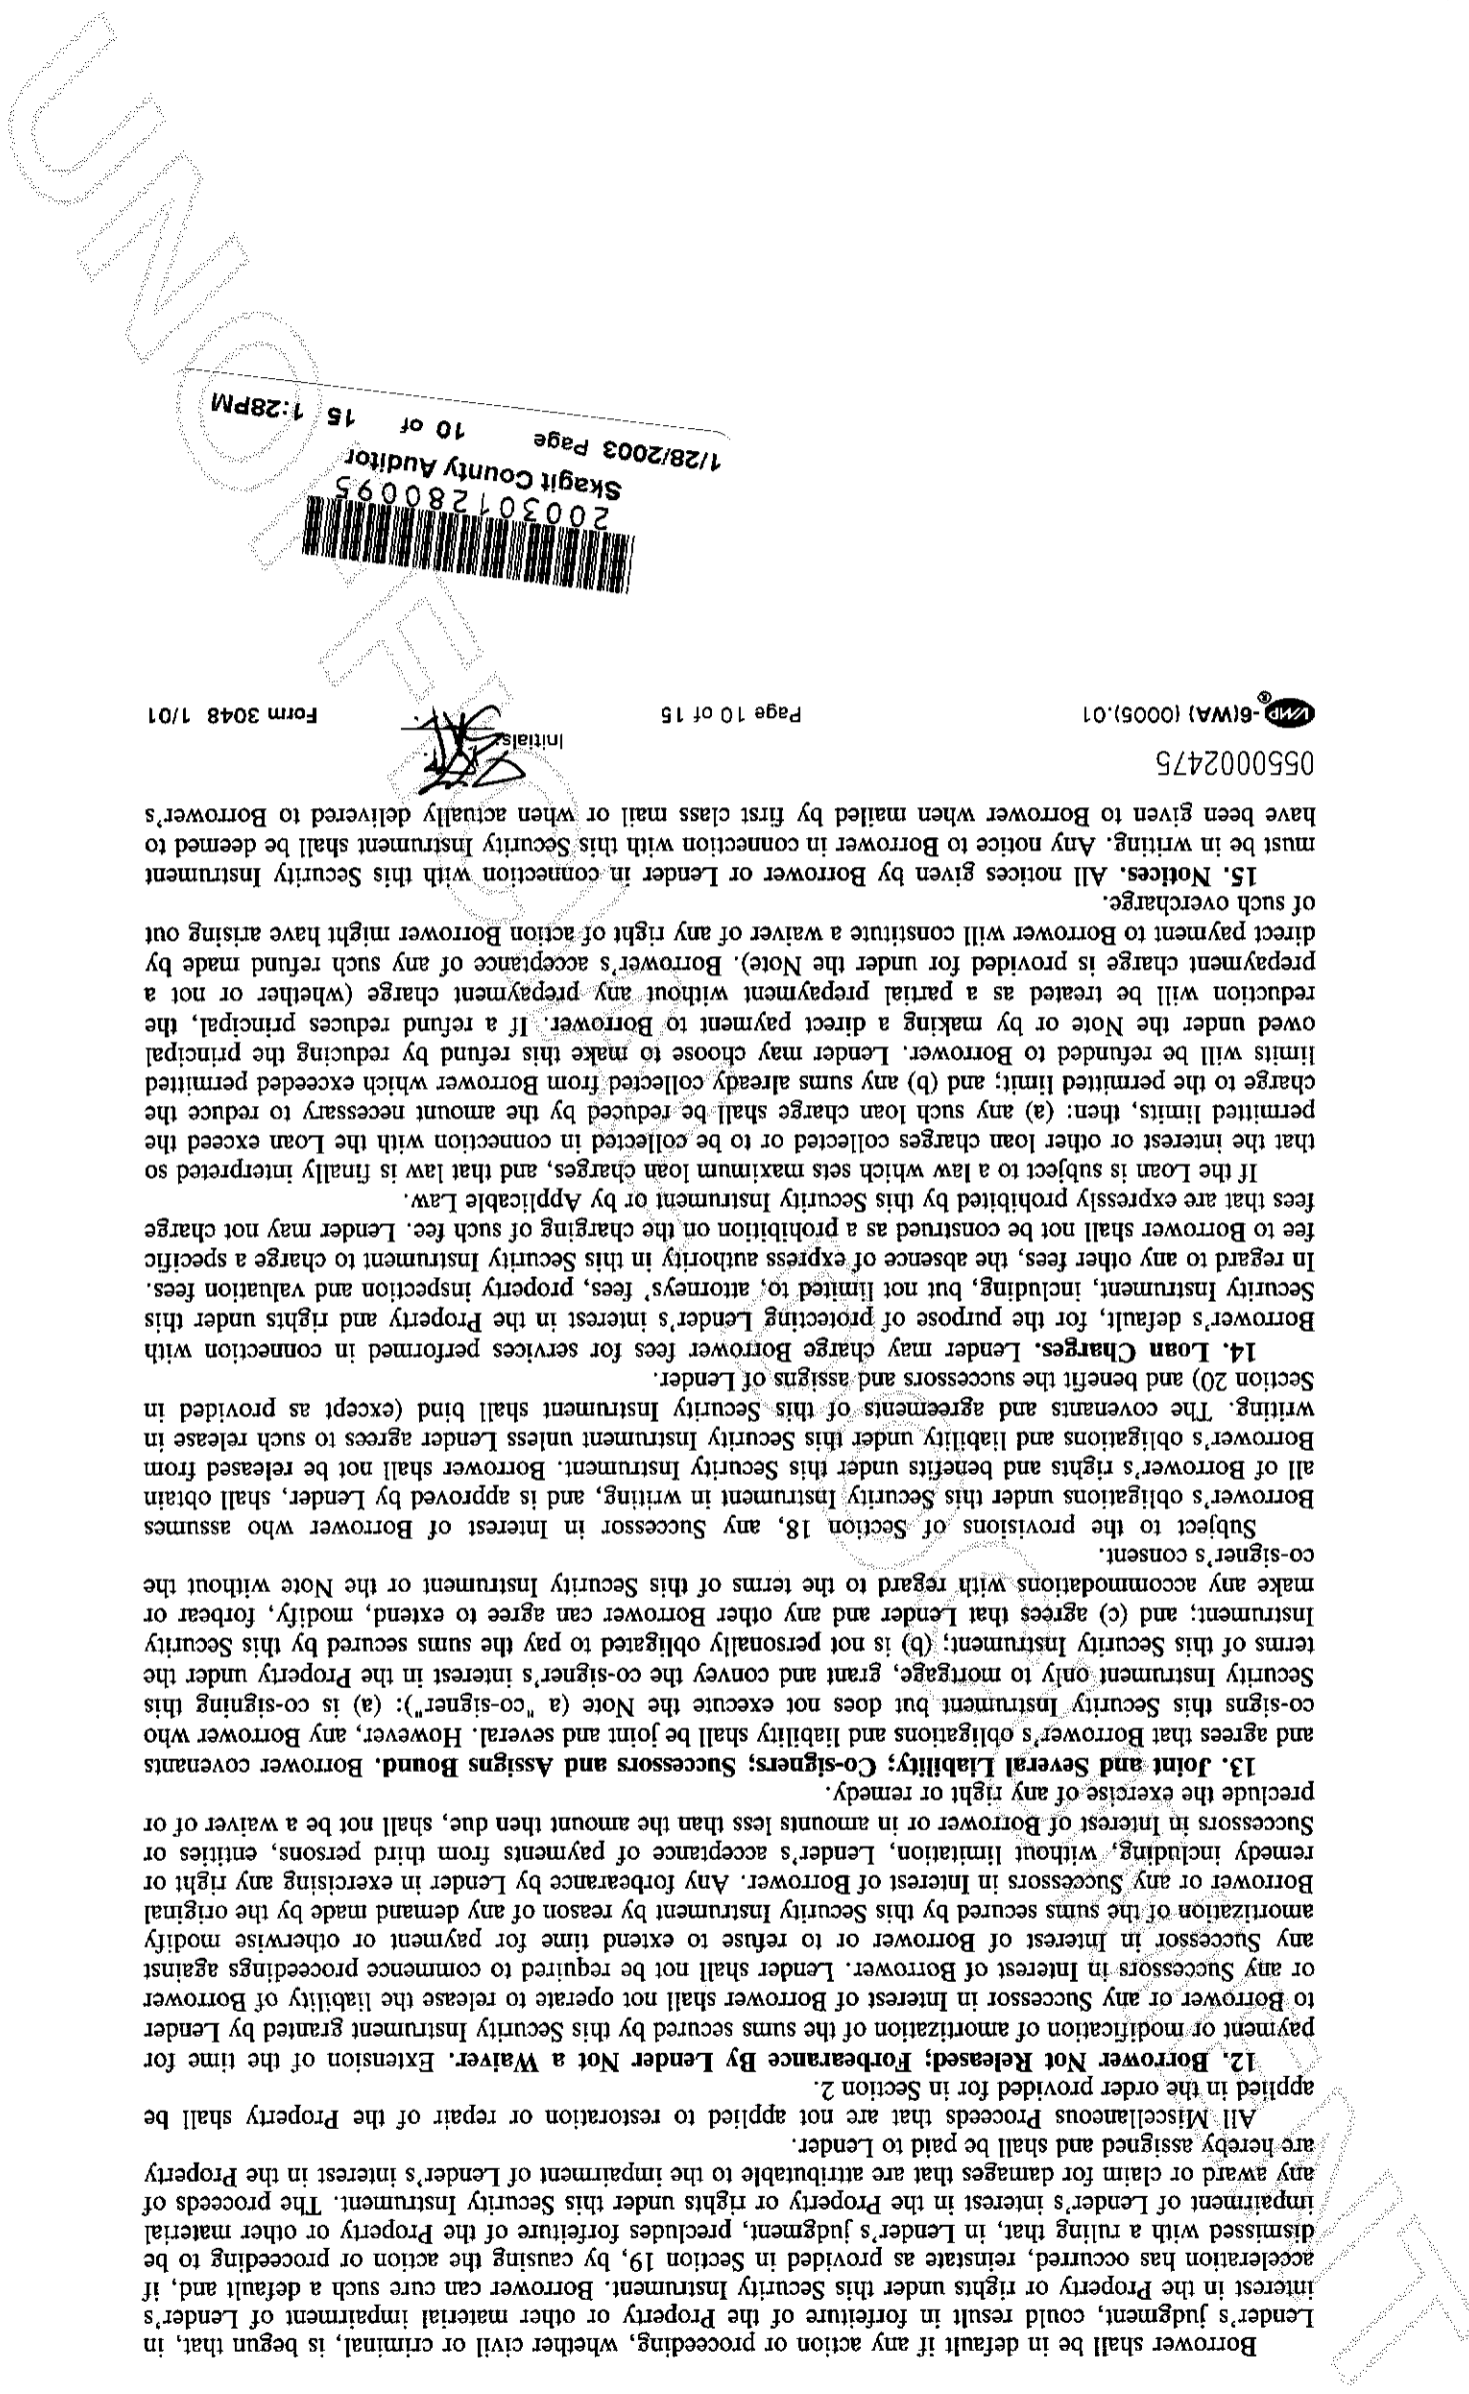 Borrower shall be in default if any action or proceeding, whether civil or criminal, is begun that, in
Lender's judgment, could result in forfeiture of the Property or other material impairment of Lender's
interest in the Property or rights under this Security Instrument. Borrower can cure such a default and, if
acceleration has occurred, reinstate as provided in Section 19, by causing the action or proceeding to be
dismissed with a ruling that, in Lender's judgment, precludes forfeiture of the Property or other material
impairment of Lender's interest in the Property or rights under this Security Instrument. The proceeds of
any award or claim for damages that are attributable to the impairment of Lender's interest in the Property
are hereby assigned and shall be paid to Lender.
All Miscellaneous Proceeds that are not applied to restoration or repair of the Property shall be
applied in the order provided for in Section 2.
12. Borrower Not Released; Forbearance By Lender Not a Waiver. Extension of the time for
payment or modification of amortization of the sums secured by this Security Instrument granted by Lender
to Borrower or any Successor in Interest of Borrower shall not operate to release the liability of Borrower
or any Successors in Interest of Borrower. Lender shall not be required to commence proceedings against
any Successor in Interest of Borrower or to refuse to extend time for payment or otherwise modify
amortization of the sums secured by this Security Instrument by reason of any demand made by the original
Borrower or any Successors in Interest of Borrower. Any forbearance by Lender in exercising any right or
remedy including, without limitation, Lender's acceptance of payments from third persons, entities or
Successors in Interest of Borrower or in amounts less than the amount then due, shall not be a waiver of or
preclude the exercise of any right or remedy.
13. Joint and Several Liability; Co-signers; Successors and Assigns Bound. Borrower covenants
and agrees that Borrower's obligations and liability shall be joint and several. However, any Borrower who
co-signs this Security Instrument but does not execute the Note (a "co-signer"): (a) is co-signing this
Security Instrument only to mortgage, grant and convey the co-signer's interest in the Property under the
terms of this Security Instrument; (b) is not personally obligated to pay the sums secured by this Security
Instrument; and (c) agrees that Lender and any other Borrower can agree to extend, modify, forbear or
make any accommodations with regard to the terms of this Security Instrument or the Note without the
co-signer's consent.
Subject to the provisions of Section 18, any Successor in Interest of Borrower who assumes
Borrower's obligations under this Security Instrument in writing, and is approved by Lender, shall obtain
all of Borrower's rights and benefits under this Security Instrument. Borrower shall not be released from
Borrower's obligations and liability under this Security Instrument unless Lender agrees to such release in
writing. The covenants and agreements of this Security Instrument shall bind (except as provided in
Section 20) and benefit the successors and assigns of Lender.
14. Loan Charges. Lender may charge Borrower fees for services performed in connection with
Borrower's default, for the purpose of protecting Lender's interest in the Property and rights under this
Security Instrument, including, but not limited to, attorneys' fees, property inspection and valuation fees.
In regard to any other fees, the absence of express authority in this Security Instrument to charge a specific
fee to Borrower shall not be construed as a prohibition on the charging of such fee. Lender may not charge
fees that are expressly prohibited by this Security Instrument or by Applicable Law.
If the Loan is subject to a law which sets maximum loan charges, and that law is finally interpreted so
that the interest or other loan charges collected or to be collected in connection with the Loan exceed the
permitted limits, then: (a) any such loan charge shall be reduced by the amount necessary to reduce the
charge to the permitted limit; and (b) any sums already collected from Borrower which exceeded permitted
limits will be refunded to Borrower. Lender may choose to make this refund by reducing the principal
owed under the Note or by making a direct payment to Borrower. If a refund reduces principal, the
reduction will be treated as a partial prepayment without any prepayment charge (whether or not a
prepayment charge is provided for under the Note). Borrower's acceptance of any such refund made by
direct payment to Borrower will constitute a waiver of any right of action Borrower might have arising out
of such overcharge.
15. Notices. All notices given by Borrower or Lender in connection with this Security Instrument
must be in writing. Any notice to Borrower in connection with this Security Instrument shall be deemed to
have been given to Borrower when mailed by first class mail or when actually delivered to Borrower's
0550002475
Initials:
VMP®-6(WA) (0005).01 Page 10 of 15 Form 3048 1/01
200301280095
Skagit County Auditor
1/28/2003 Page 10 of 15 1:28PM
UNOFFICIAL DOCUMENT